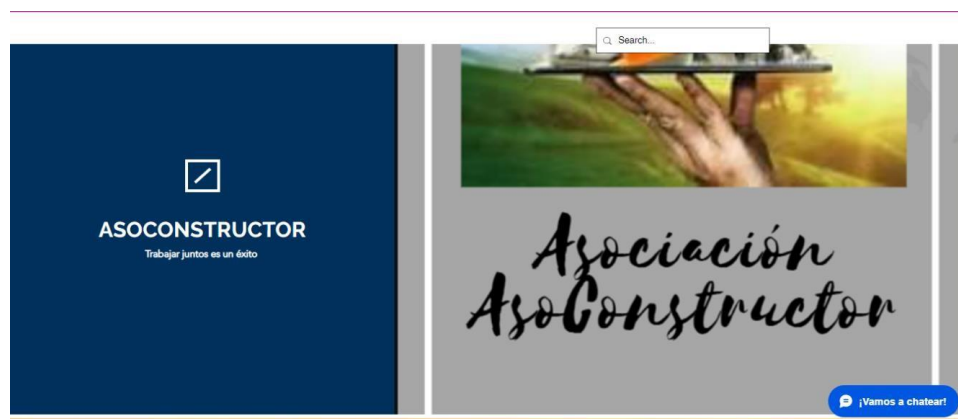 Search...
ASOCONSTRUCTOR
Trabajar juntos es un éxito
Asociación
AsoConstructor
¡Vamos a chatear!